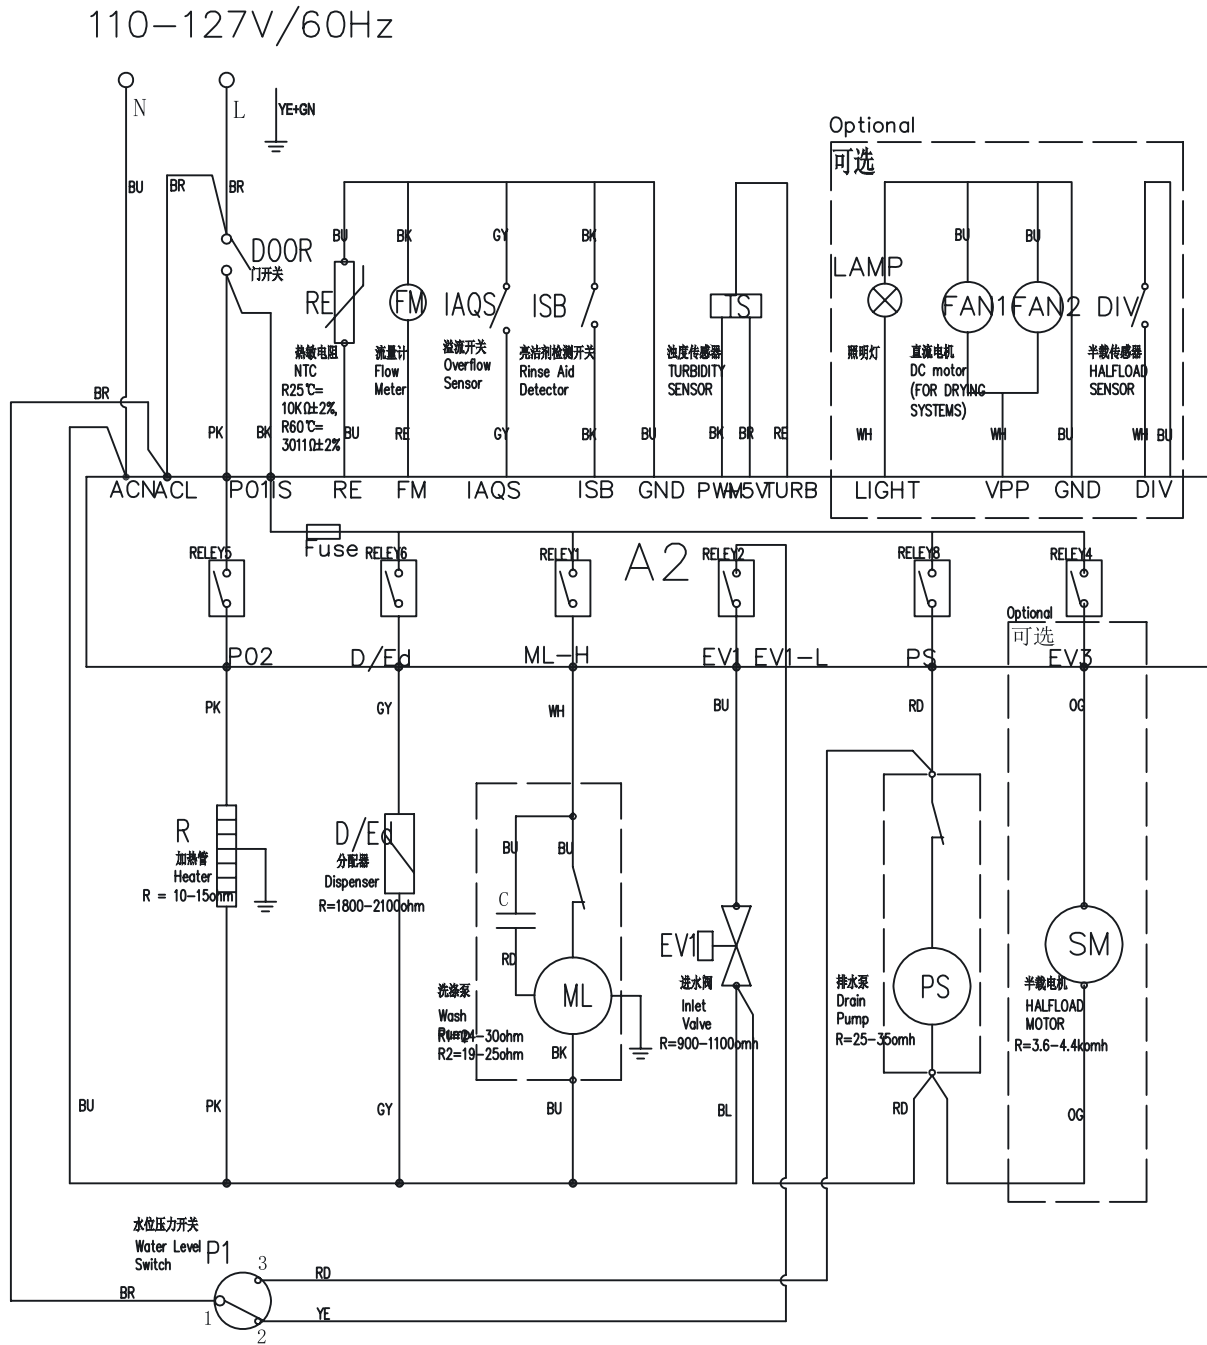 110-127V/60Hz
N
L
YE+GN
BU
BR
BR
Optional
可选
DOOR
门开关
BU
BK
GY
BK
BU
BU
RE
FM
IAQS
ISB
TS
LAMP
FAN1
FAN2
DIV
热敏电阻
NTC
R25℃=
10KΩ±2%,
R60℃=
3011Ω±2%
流量计
Flow
Meter
溢流开关
Overflow
Sensor
亮洁剂检测开关
Rinse Aid
Detector
浊度传感器
TURBIDITY
SENSOR
照明灯
直流电机
DC motor
(FOR DRYING
SYSTEMS)
半载传感器
HALFLOAD
SENSOR
BR
PK
BK
BU
RE
GY
BK
BU
BK
BR
RE
WH
WH
BU
WH
BU
ACN
ACL
P01
IS
RE
FM
IAQS
ISB
GND
PWM
+5V
TURB
LIGHT
VPP
GND
DIV
Fuse
A2
RELEY5
RELEY6
RELEY1
RELEY2
RELEY8
RELEY4
Optional
可选
P02
D/Ed
ML-H
EV1
EV1-L
PS
EV3
PK
GY
WH
BU
RD
OG
R
加热管
Heater
R = 10-15ohm
D/Ed
分配器
Dispenser
R=1800-2100ohm
BU
BU
C
RD
ML
洗涤泵
Wash
Pump
R1=24-30ohm
R2=19-25ohm
BK
EV1
进水阀
Inlet
Valve
R=900-1100omh
PS
排水泵
Drain
Pump
R=25-35omh
SM
半载电机
HALFLOAD
MOTOR
R=3.6-4.4komh
BU
PK
GY
BU
BL
RD
OG
水位压力开关
Water Level
Switch
P1
3
RD
BR
1
2
YE